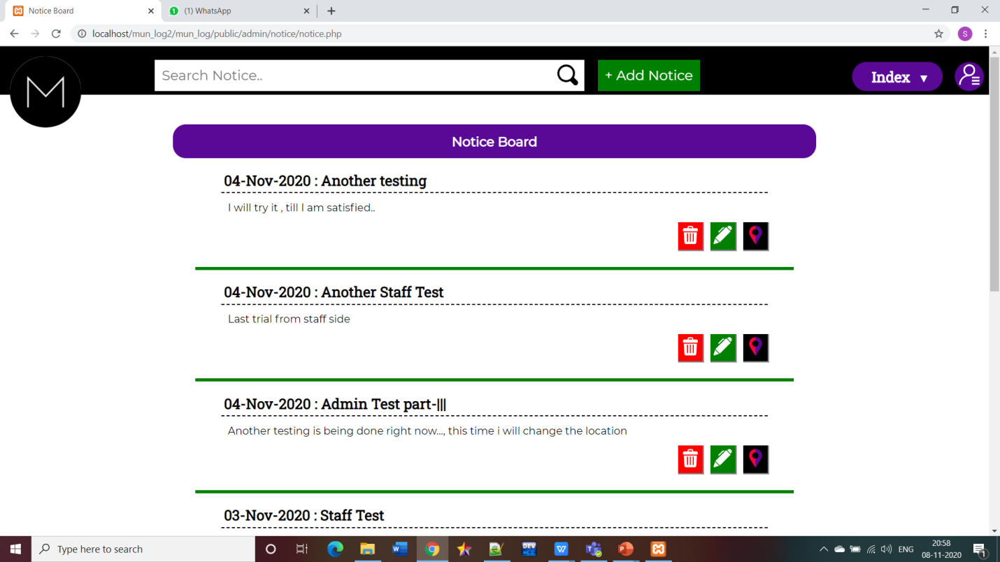 Notice Board
(1) WhatsApp
localhost/mun_log2/mun_log/public/admin/notice/notice.php
S
M
Search Notice..
+ Add Notice
Index ▼
Notice Board
04-Nov-2020 : Another testing
I will try it , till I am satisfied..
04-Nov-2020 : Another Staff Test
Last trial from staff side
04-Nov-2020 : Admin Test part-|||
Another testing is being done right now..., this time i will change the location
03-Nov-2020 : Staff Test
Type here to search
DEV
ENG
20:58
08-11-2020
1